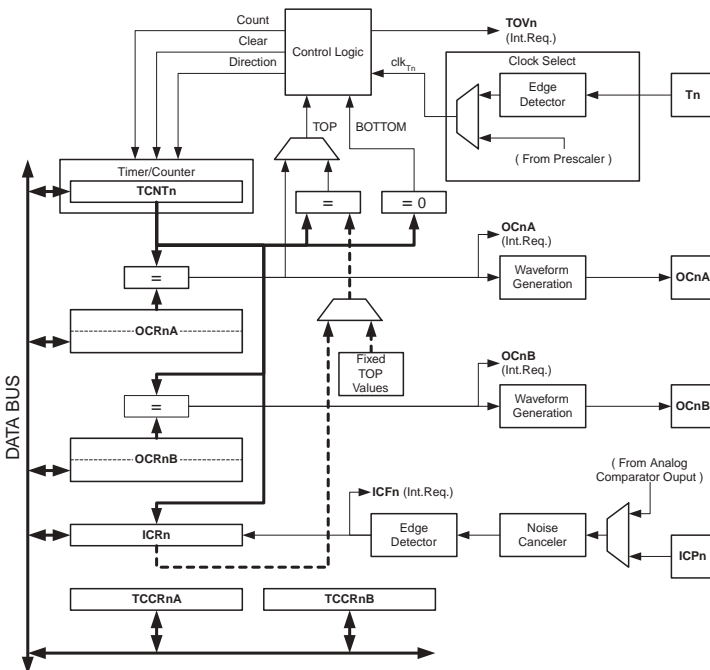 Count
Clear
Direction
Control Logic
TOVn
(Int.Req.)
clkTn
Clock Select
Edge
Detector
Tn
( From Prescaler )
TOP
BOTTOM
Timer/Counter
TCNTn
=
= 0
OCnA
(Int.Req.)
=
Waveform
Generation
OCnA
OCRnA
Fixed
TOP
Values
OCnB
(Int.Req.)
=
Waveform
Generation
OCnB
DATA BUS
OCRnB
( From Analog
Comparator Ouput )
ICFn (Int.Req.)
ICRn
Edge
Detector
Noise
Canceler
ICPn
TCCRnA
TCCRnB